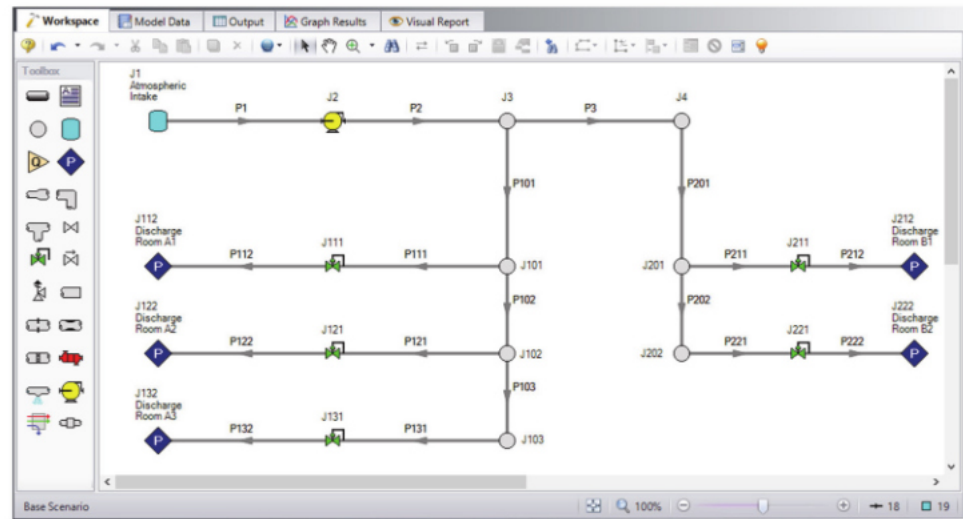 Workspace Model Data Output Graph Results Visual Report
Toolbox
J1
Atmospheric
Intake
P1 J2 P2 J3 P3 J4
P101 P201
J112
Discharge
Room A1
P112 J111 P111 J101
P J201 P211 J211 P212
J212
Discharge
Room B1
P
P102 P202
J122
Discharge
Room A2
P122 J121 P121 J102
P J202 P221 J221 P222
J222
Discharge
Room B2
P
P103
J132
Discharge
Room A3
P132 J131 P131 J103
P
Q P
Base Scenario 100% 18 19